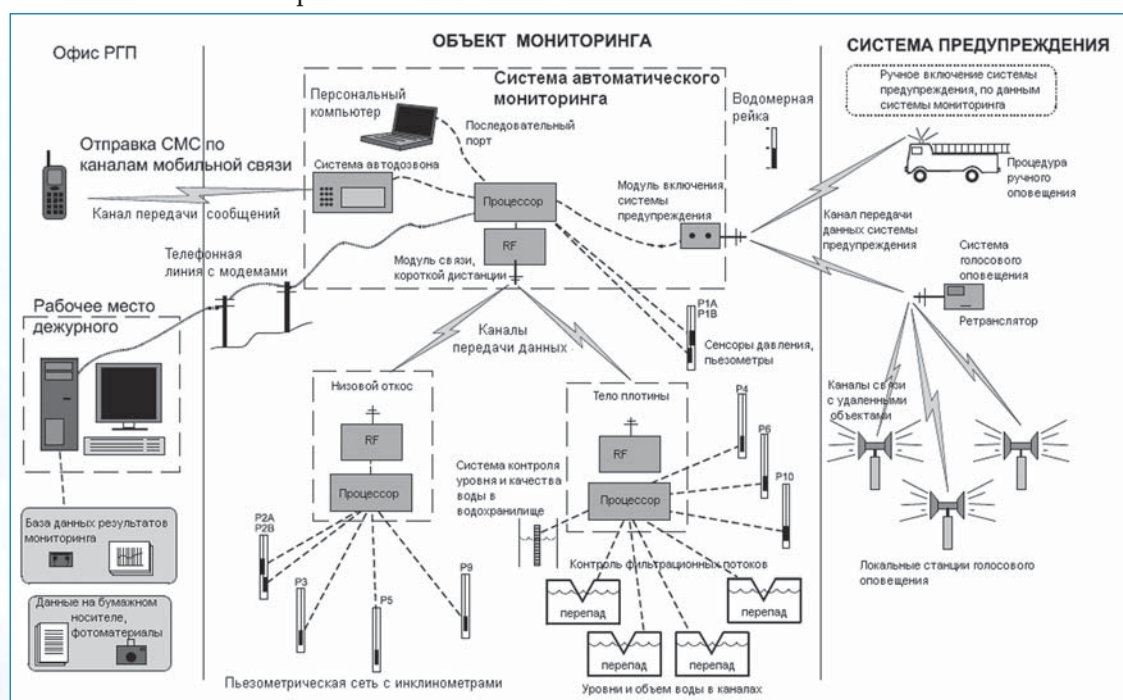 Офис РГП
ОБЪЕКТ МОНИТОРИНГА
СИСТЕМА ПРЕДУПРЕЖДЕНИЯ
Система автоматического
мониторинга
Персональный
компьютер
Последовательный
порт
Водомерная
рейка
Ручное включение системы
предупреждения, по данным
системы мониторинга
Отправка СМС по
каналам мобильной связи
Система автодозвона
Канал передачи сообщений
Процессор
RF
Модуль включения
системы
предупреждения
Модуль связи,
короткой дистанции
Процедура
ручного
оповещения
Канал передачи
данных системы
предупреждения
Система
голосового
оповещения
Ретранслятор
Телефонная
линия с модемами
Рабочее место
дежурного
Каналы
передачи данных
P1A
P1B
Сенсоры давления,
пьезометры
Низовой откос
RF
Процессор
Тело плотины
RF
Процессор
P4
P6
P10
Каналы связи
с удаленными
объектами
Система контроля
уровня и качества
воды в
водохранилище
База данных результатов
мониторинга
P2A
P2B
P3
P5
P9
Контроль фильтрационных потоков
перепад
перепад
перепад
перепад
Локальные станции голосового
оповещения
Данные на бумажном
носителе,
фотоматериалы
Пьезометрическая сеть с инклинометрами
Уровни и объем воды в каналах